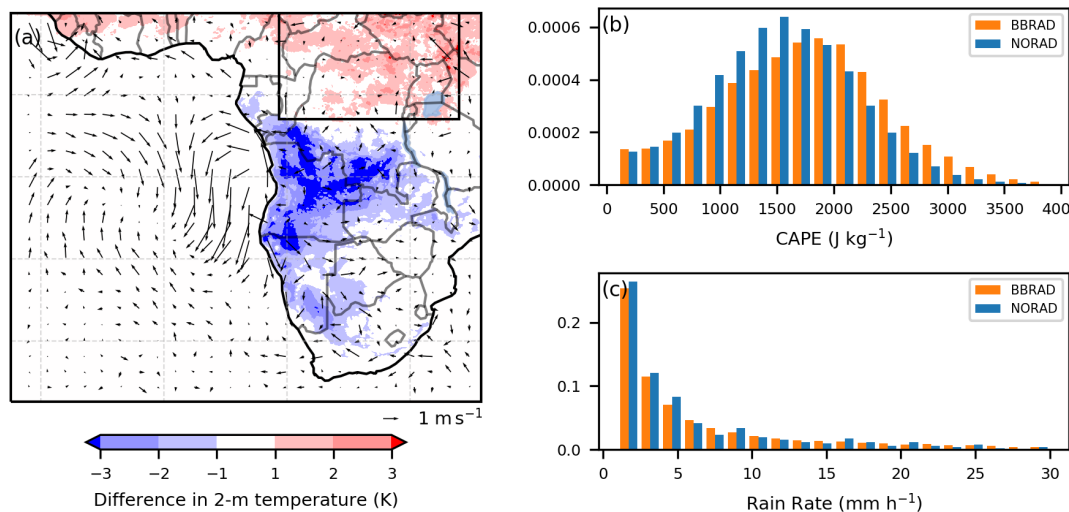 (a)
1 m s⁻¹
−3 −2 −1 1 2 3
Difference in 2-m temperature (K)
(b)
BBRAD
NORAD
0.0006
0.0004
0.0002
0.0000
0 500 1000 1500 2000 2500 3000 3500 400
CAPE (J kg⁻¹)
(c)
BBRAD
NORAD
0.2
0.1
0.0
0 5 10 15 20 25 30
Rain Rate (mm h⁻¹)